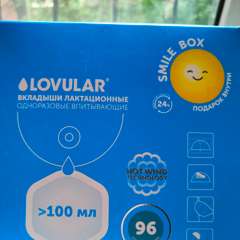 SMILE BOX
LOVULAR®
ВКЛАДЫШИ ЛАКТАЦИОННЫЕ
ОДНОРАЗОВЫЕ ВПИТЫВАЮЩИЕ
24
ПОДАРОК ВНУТРИ
HOT WIND
TECHNOLOGY
>100 мл
96